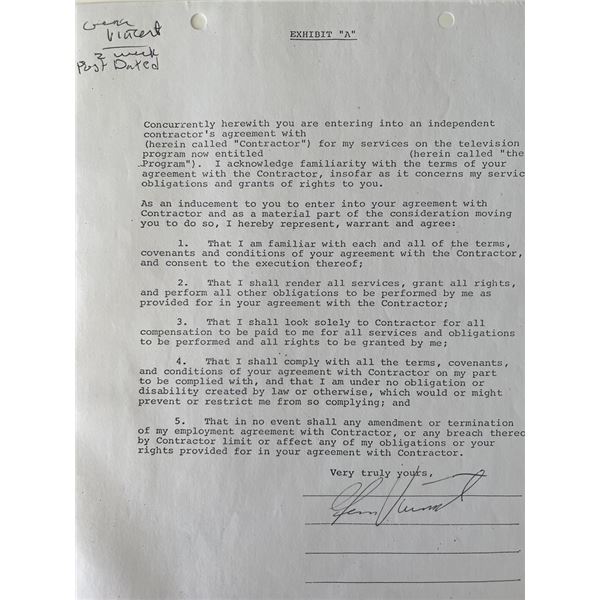 Vincent
2 week
Post Dated
EXHIBIT "A"
Concurrently herewith you are entering into an independent
contractor's agreement with
(herein called "Contractor") for my services on the television
program now entitled (herein called "the
Program"). I acknowledge familiarity with the terms of your
agreement with the Contractor, insofar as it concerns my servic
obligations and grants of rights to you.
As an inducement to you to enter into your agreement with
Contractor and as a material part of the consideration moving
you to do so, I hereby represent, warrant and agree:
1. That I am familiar with each and all of the terms,
covenants and conditions of your agreement with the Contractor,
and consent to the execution thereof;
2. That I shall render all services, grant all rights,
and perform all other obligations to be performed by me as
provided for in your agreement with the Contractor;
3. That I shall look solely to Contractor for all
compensation to be paid to me for all services and obligations
to be performed and all rights to be granted by me;
4. That I shall comply with all the terms, covenants,
and conditions of your agreement with Contractor on my part
to be complied with, and that I am under no obligation or
disability created by law or otherwise, which would or might
prevent or restrict me from so complying; and
5. That in no event shall any amendment or termination
of my employment agreement with Contractor, or any breach thereo
by Contractor limit or affect any of my obligations or your
rights provided for in your agreement with Contractor.
Very truly yours,